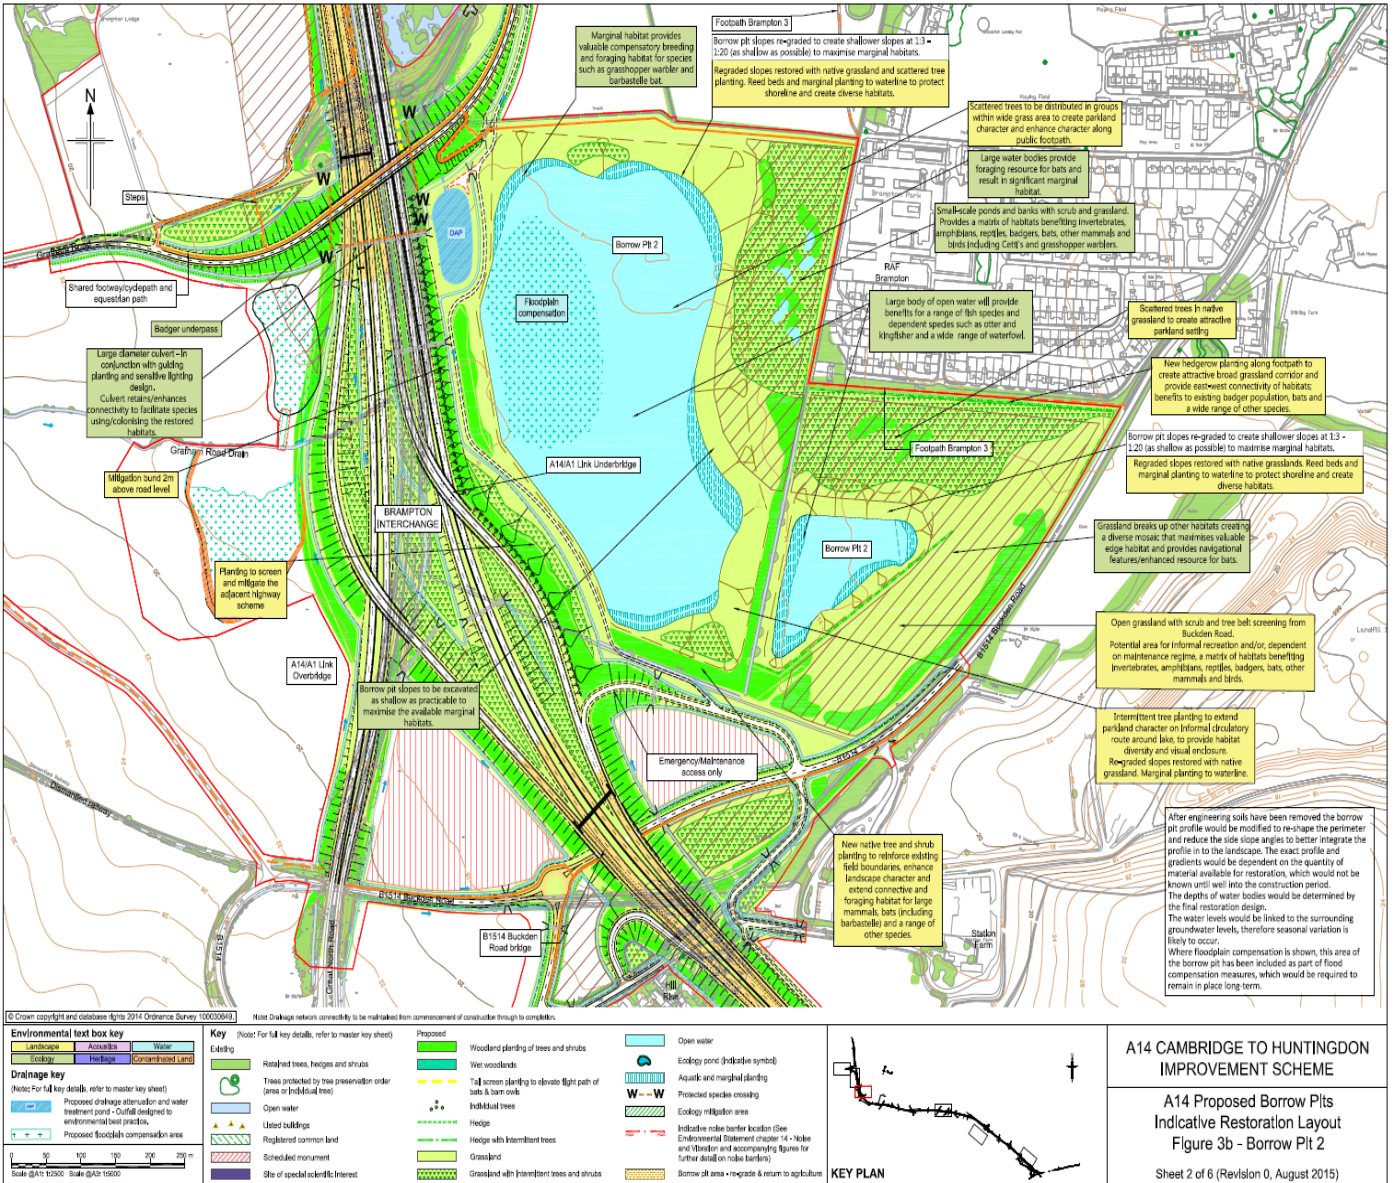 Brampton Lodge
Footpath Brampton 3
Playing Field
Borrow pit slopes re-graded to create shallower slopes at 1:3 –
1:20 (as shallow as possible) to maximise marginal habitats.
Regraded slopes restored with native grassland and scattered tree
planting. Reed beds and marginal planting to waterline to protect
shoreline and create diverse habitats.
Marginal habitat provides
valuable compensatory breeding
and foraging habitat for species
such as grasshopper warbler and
barbastelle bat.
Scattered trees to be distributed in groups
within wide grass area to create parkland
character and enhance character along
public footpath.
Large water bodies provide
foraging resource for bats and
result in significant marginal
habitat.
Small-scale ponds and banks with scrub and grassland.
Provides a matrix of habitats benefiting invertebrates,
amphibians, reptiles, badgers, bats, other mammals and
birds (including Cetti's and grasshopper warblers).
N
Steps
W
W
W
W
W
DAP
Grafham Road
Shared footway/cyclepath and
equestrian path
Badger underpass
Large diameter culvert – in
conjunction with guiding
planting and sensitive lighting
design.
Culvert retains/enhances
connectivity to facilitate species
using/colonising the restored
habitats.
Grafham Road Drain
Mitigation bund 2m
above road level
Planting to screen
and mitigate the
adjacent highway
scheme
BRAMPTON
INTERCHANGE
A14/A1 Link Underbridge
Borrow Pit 2
Floodplain
compensation
Brampton Park
RAF
Brampton
Large body of open water will provide
benefits for a range of fish species and
dependent species such as otter and
kingfisher and a wide range of waterfowl.
Scattered trees in native
grassland to create attractive
parkland setting
New hedgerow planting along footpath to
create attractive broad grassland corridor and
provide east-west connectivity of habitats;
benefits to existing badger population, bats and
a wide range of other species.
Footpath Brampton 3
Borrow pit slopes re-graded to create shallower slopes at 1:3 –
1:20 (as shallow as possible) to maximise marginal habitats.
Regraded slopes restored with native grasslands. Reed beds and
marginal planting to waterline to protect shoreline and create
diverse habitats.
Borrow Pit 2
Grassland breaks up other habitats creating
a diverse mosaic that maximises valuable
edge habitat and provides navigational
features/enhanced resource for bats.
B1514 Buckden Road
Open grassland with scrub and tree belt screening from
Buckden Road.
Potential area for informal recreation and/or, dependent
on maintenance regime, a matrix of habitats benefiting
invertebrates, amphibians, reptiles, badgers, bats, other
mammals and birds.
A14/A1 Link
Overbridge
Borrow pit slopes to be excavated
as shallow as practicable to
maximise the available marginal
habitats.
Intermittent tree planting to extend
parkland character on informal circulatory
route around lake, to provide habitat
diversity and visual enclosure.
Re-graded slopes restored with native
grassland. Marginal planting to waterline.
Emergency/Maintenance
access only
B1514
Dismantled railway
New native tree and shrub
planting to reinforce existing
field boundaries, enhance
landscape character and
extend connective and
foraging habitat for large
mammals, bats (including
barbastelle) and a range of
other species.
After engineering soils have been removed the borrow
pit profile would be modified to re-shape the perimeter
and reduce the side slope angles to better integrate the
profile in to the landscape. The exact profile and
gradients would be dependent on the quantity of
material available for restoration, which would not be
known until well into the construction period.
The depths of water bodies would be determined by
the final restoration design.
The water levels would be linked to the surrounding
groundwater levels, therefore seasonal variation is
likely to occur.
Where floodplain compensation is shown, this area of
the borrow pit has been included as part of flood
compensation measures, which would be required to
remain in place long-term.
B1514 Buckden Road
B1514
Great North Road
B1514 Buckden
Road bridge
Station
Farm
© Crown copyright and database rights 2014 Ordnance Survey 100030649.
Note: Drainage network connectivity to be maintained from commencement of construction through to completion.
Environmental text box key
Landscape Acoustics Water
Ecology Heritage Contaminated Land
Drainage key
(Note: For full key details, refer to master key sheet)
DAP
Proposed drainage attenuation and water
treatment pond - Outfall designed to
environmental best practice.
Proposed floodplain compensation area
0 50 100 150 200 250 m
Scale @A1: 1:2500 Scale @A3: 1:5000
Key (Note: For full key details, refer to master key sheet)
Existing
Retained trees, hedges and shrubs
Trees protected by tree preservation order
(area or individual tree)
Open water
Listed buildings
Registered common land
Scheduled monument
Site of special scientific interest
Proposed
Woodland planting of trees and shrubs
Wet woodlands
Tall screen planting to elevate flight path of
bats & barn owls
Individual trees
Hedge
Hedge with intermittent trees
Grassland
Grassland with intermittent trees and shrubs
Open water
Ecology pond (indicative symbol)
Aquatic and marginal planting
W W
Protected species crossing
Ecology mitigation area
Indicative noise barrier location (See
Environmental Statement chapter 14 - Noise
and Vibration and accompanying figures for
further detail on noise barriers)
Borrow pit area - re-grade & return to agriculture
KEY PLAN
A14 CAMBRIDGE TO HUNTINGDON
IMPROVEMENT SCHEME
A14 Proposed Borrow Pits
Indicative Restoration Layout
Figure 3b - Borrow Pit 2
Sheet 2 of 6 (Revision 0, August 2015)